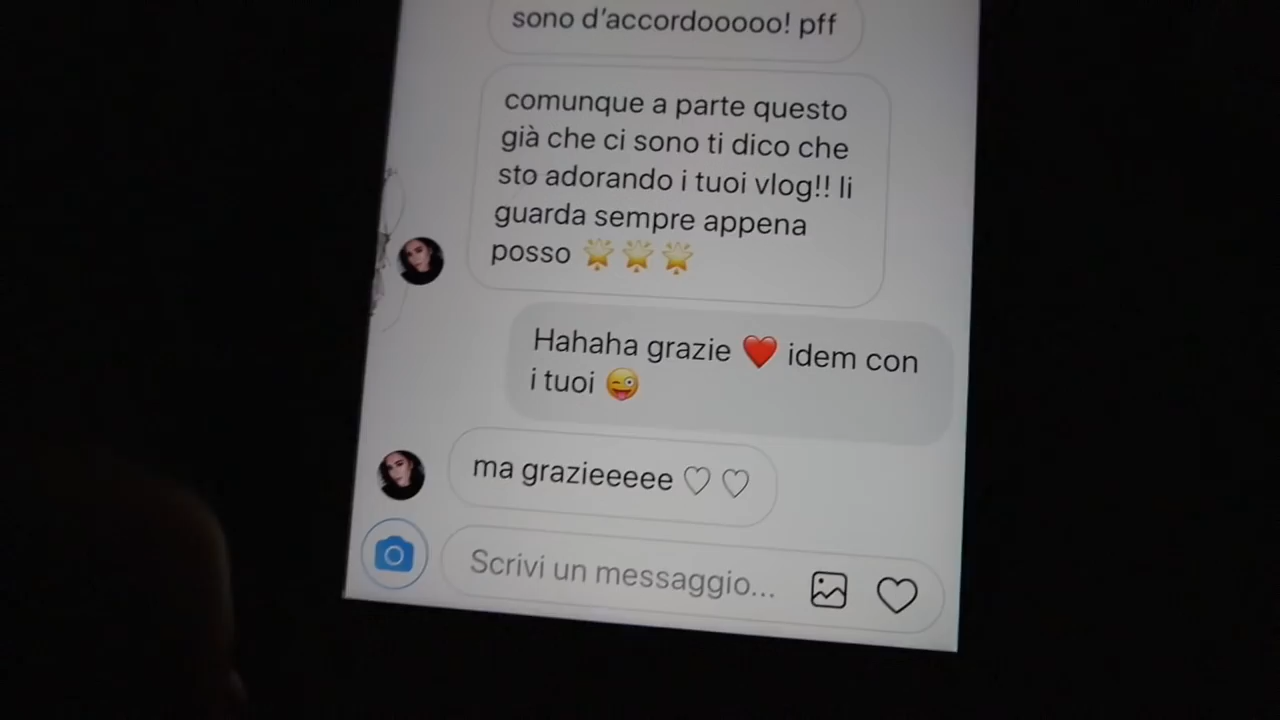 sono d'accordooooo! pff
comunque a parte questo
già che ci sono ti dico che
sto adorando i tuoi vlog!! li
guarda sempre appena
posso 🌟 🌟 🌟
Hahaha grazie ❤️ idem con
i tuoi 😜
ma grazieeeee ♡ ♡
Scrivi un messaggio...